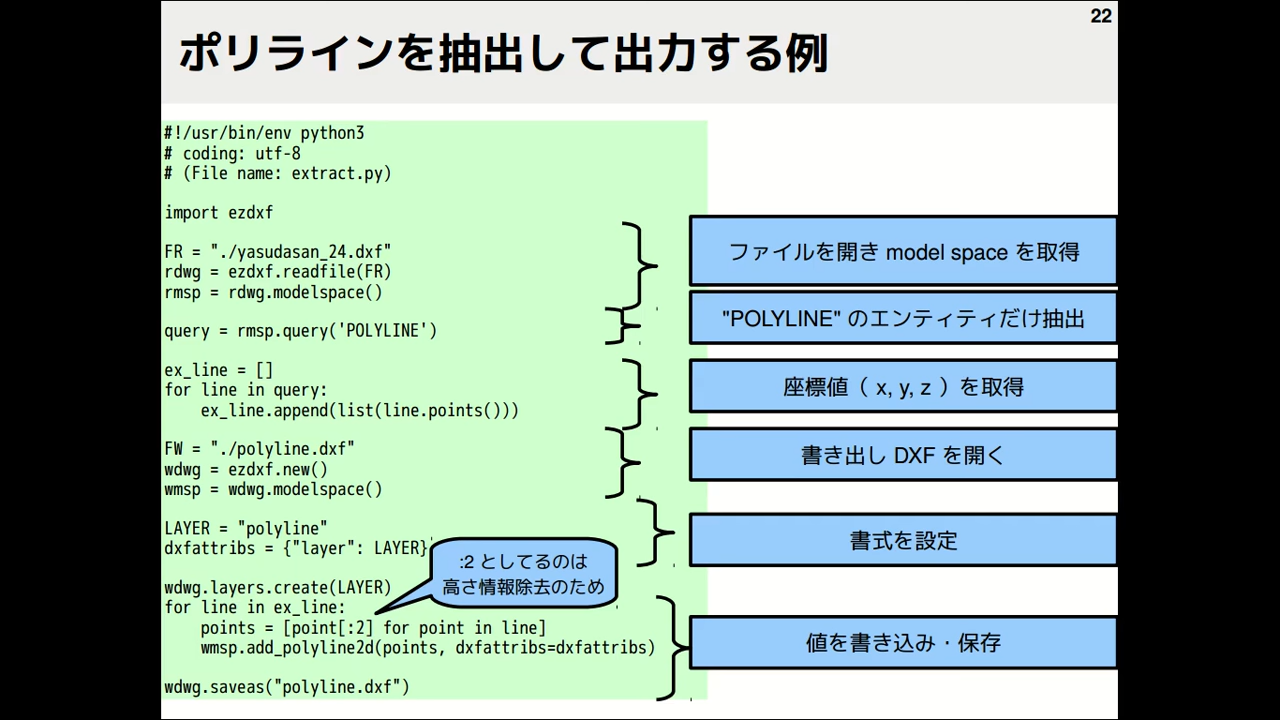 22
ポリラインを抽出して出力する例
#!/usr/bin/env python3
# coding: utf-8
# (File name: extract.py)
import ezdxf
FR = "./yasudasan_24.dxf"
rdwg = ezdxf.readfile(FR)
rmsp = rdwg.modelspace()
ファイルを開き model space を取得
query = rmsp.query('POLYLINE')
"POLYLINE" のエンティティだけ抽出
ex_line = []
for line in query:
    ex_line.append(list(line.points()))
座標値（ x, y, z ）を取得
FW = "./polyline.dxf"
wdwg = ezdxf.new()
wmsp = wdwg.modelspace()
書き出し DXF を開く
LAYER = "polyline"
dxfattribs = {"layer": LAYER}
書式を設定
:2 としてるのは
高さ情報除去のため
wdwg.layers.create(LAYER)
for line in ex_line:
    points = [point[:2] for point in line]
    wmsp.add_polyline2d(points, dxfattribs=dxfattribs)
wdwg.saveas("polyline.dxf")
値を書き込み・保存